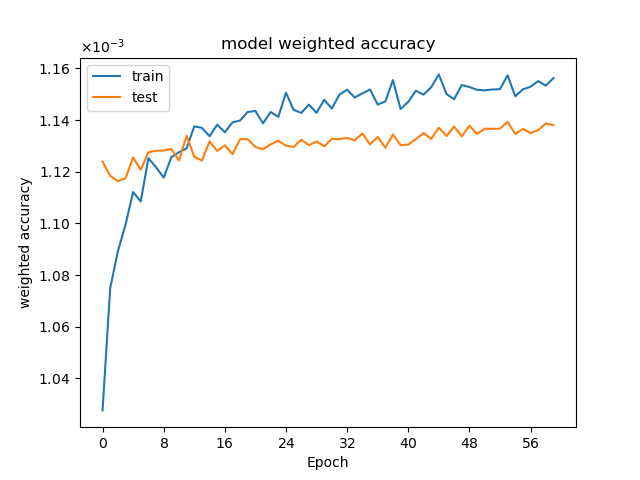 model weighted accuracy
×10⁻³
1.16
1.14
1.12
1.10
1.08
1.06
1.04
weighted accuracy
train
test
0 8 16 24 32 40 48 56
Epoch